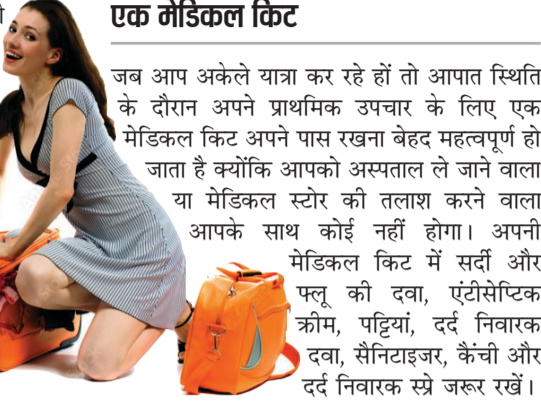 एक मेडिकल किट
जब आप अकेले यात्रा कर रहे हों तो आपात स्थिति
के दौरान अपने प्राथमिक उपचार के लिए एक
मेडिकल किट अपने पास रखना बेहद महत्वपूर्ण हो
जाता है क्योंकि आपको अस्पताल ले जाने वाला
या मेडिकल स्टोर की तलाश करने वाला
आपके साथ कोई नहीं होगा। अपनी
मेडिकल किट में सर्दी और
फ्लू की दवा, एंटीसेप्टिक
क्रीम, पट्टियां, दर्द निवारक
दवा, सैनिटाइजर, कैंची और
दर्द निवारक स्प्रे जरूर रखें।